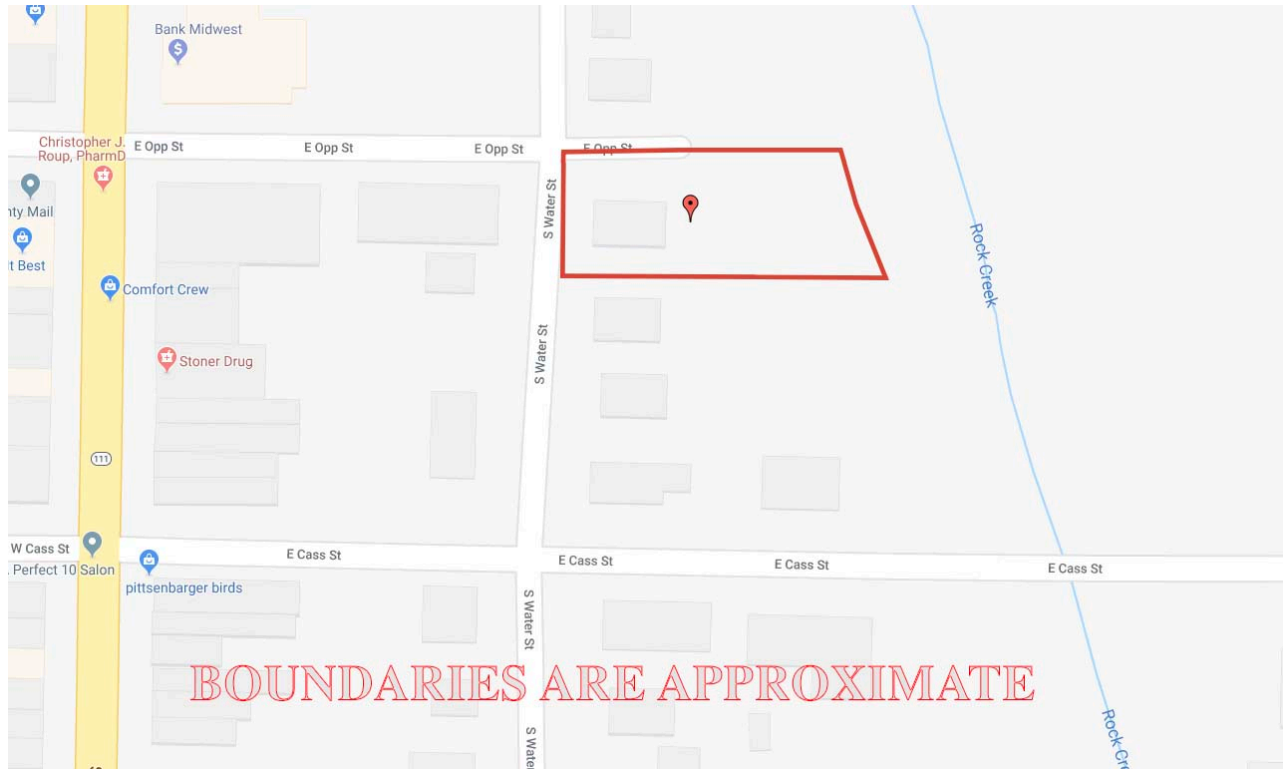 Bank Midwest
Christopher J.
Roup, PharmD
E Opp St
E Opp St
E Opp St
E Opp St
nty Mail
S Water St
t Best
Rock Creek
Comfort Crew
S Water St
Stoner Drug
111
W Cass St
E Cass St
E Cass St
E Cass St
E Cass St
Perfect 10 Salon
pittsenbarger birds
S Water St
BOUNDARIES ARE APPROXIMATE
S Water
Rock Cre